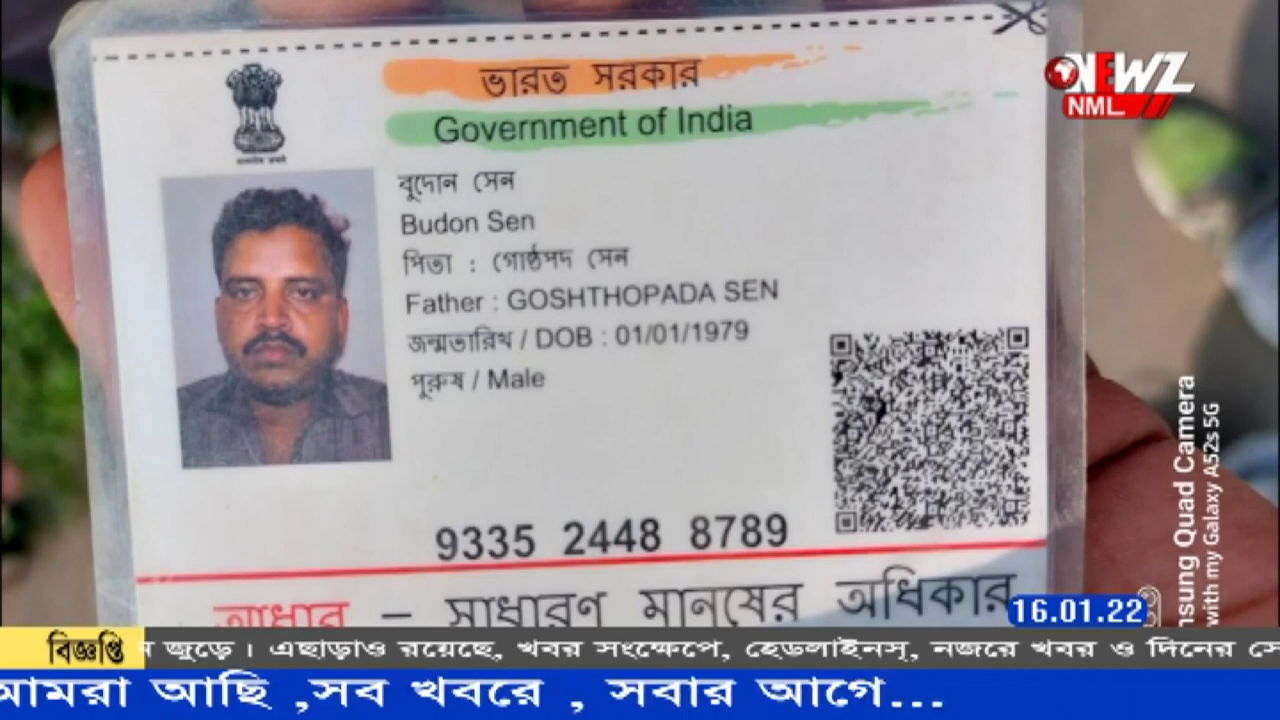 ভারত সরকার
Government of India
NEWZ
NML
বুদোন সেন
Budon Sen
পিতা : গোষ্ঠপদ সেন
Father : GOSHTHOPADA SEN
জন্মতারিখ / DOB : 01/01/1979
পুরুষ / Male
9335 2448 8789
আধার – সাধারণ মানুষের অধিকার
Quad Camera
with my Galaxy A52s 5G
16.01.22
বিজ্ঞপ্তি
জুড়ে । এছাড়াও রয়েছে, খবর সংক্ষেপে, হেডলাইনস্, নজরে খবর ও দিনের
আমরা আছি ,সব খবরে , সবার আগে...